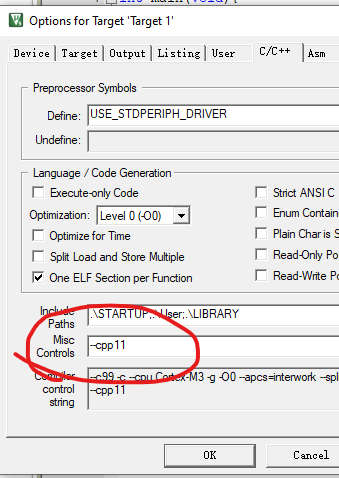 int main(void){
Options for Target 'Target 1'
Device Target Output Listing User C/C++ Asm
Preprocessor Symbols
Define: USE_STDPERIPH_DRIVER
Undefine:
Language / Code Generation
Execute-only Code Strict ANSI C
Optimization: Level 0 (-O0) Enum Contain
Optimize for Time Plain Char is S
Split Load and Store Multiple Read-Only Po
One ELF Section per Function Read-Write P
Include Paths .\STARTUP;.\User;.\LIBRARY
Misc Controls --cpp11
Compiler control string --c99 -c --cpu Cortex-M3 -g -O0 --apcs=interwork --spl
--cpp11
OK Cancel